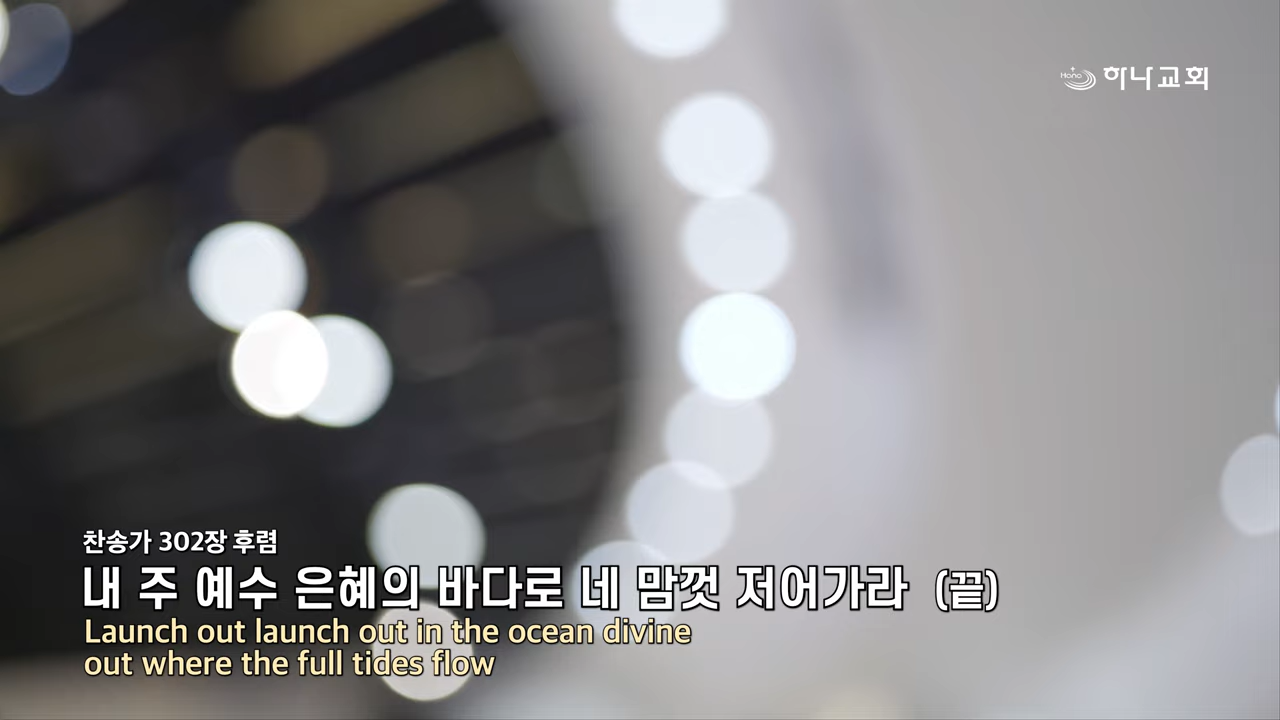 Hana 하나교회
찬송가 302장 후렴
내 주 예수 은혜의 바다로 네 맘껏 저어가라 (끝)
Launch out launch out in the ocean divine
out where the full tides flow